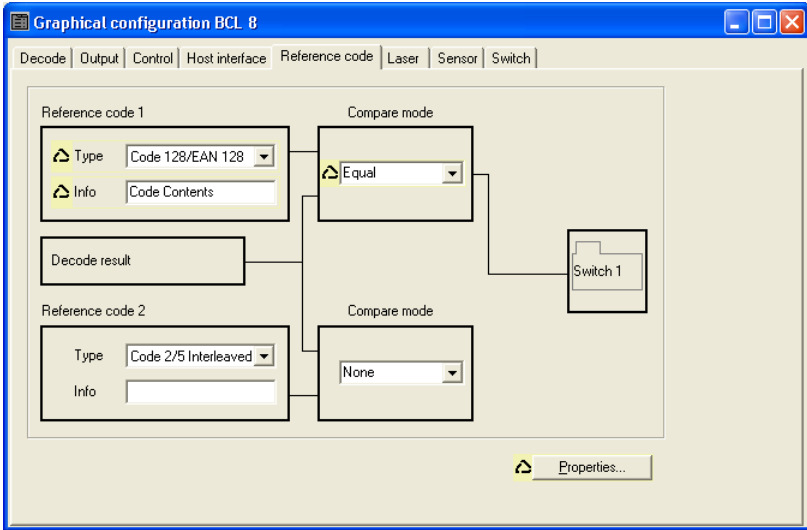 Graphical configuration BCL 8
Decode Output Control Host interface Reference code Laser Sensor Switch
Reference code 1 Compare mode
Type Code 128/EAN 128
Equal
Info Code Contents
Decode result
Switch 1
Reference code 2 Compare mode
Type Code 2/5 Interleaved
None
Info
Properties...